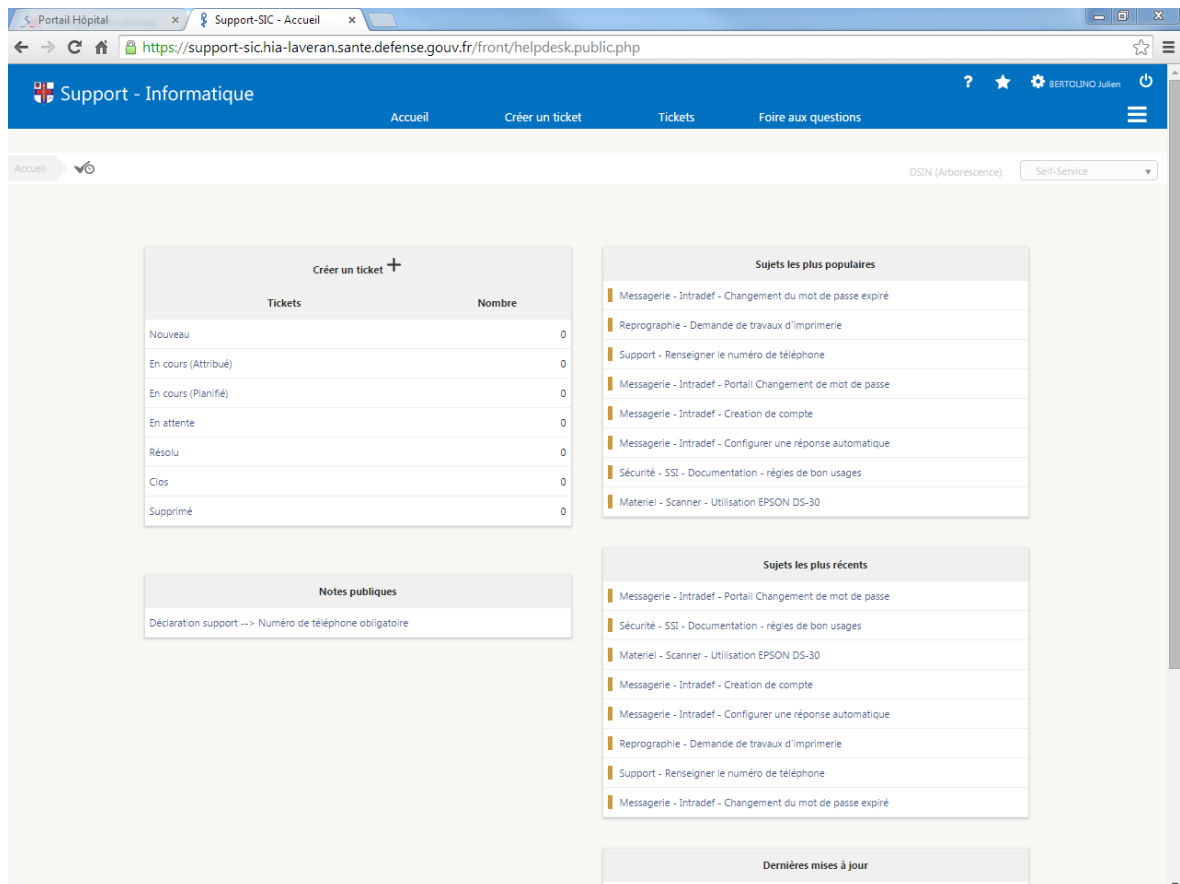 Portail Hôpital
Support-SIC - Accueil
https://support-sic.hia-laveran.sante.defense.gouv.fr/front/helpdesk.public.php
Support - Informatique
? BERTOLINO Julien
Accueil Créer un ticket Tickets Foire aux questions
Accueil
DSIN (Arborescence) Self-Service
Créer un ticket
Tickets Nombre
Nouveau 0
En cours (Attribué) 0
En cours (Planifié) 0
En attente 0
Résolu 0
Clos 0
Supprimé 0
Notes publiques
Déclaration support --> Numéro de téléphone obligatoire
Sujets les plus populaires
Messagerie - Intradef - Changement du mot de passe expiré
Reprographie - Demande de travaux d'imprimerie
Support - Renseigner le numéro de téléphone
Messagerie - Intradef - Portail Changement de mot de passe
Messagerie - Intradef - Creation de compte
Messagerie - Intradef - Configurer une réponse automatique
Sécurité - SSI - Documentation - règles de bon usages
Materiel - Scanner - Utilisation EPSON DS-30
Sujets les plus récents
Messagerie - Intradef - Portail Changement de mot de passe
Sécurité - SSI - Documentation - règles de bon usages
Materiel - Scanner - Utilisation EPSON DS-30
Messagerie - Intradef - Creation de compte
Messagerie - Intradef - Configurer une réponse automatique
Reprographie - Demande de travaux d'imprimerie
Support - Renseigner le numéro de téléphone
Messagerie - Intradef - Changement du mot de passe expiré
Dernières mises à jour